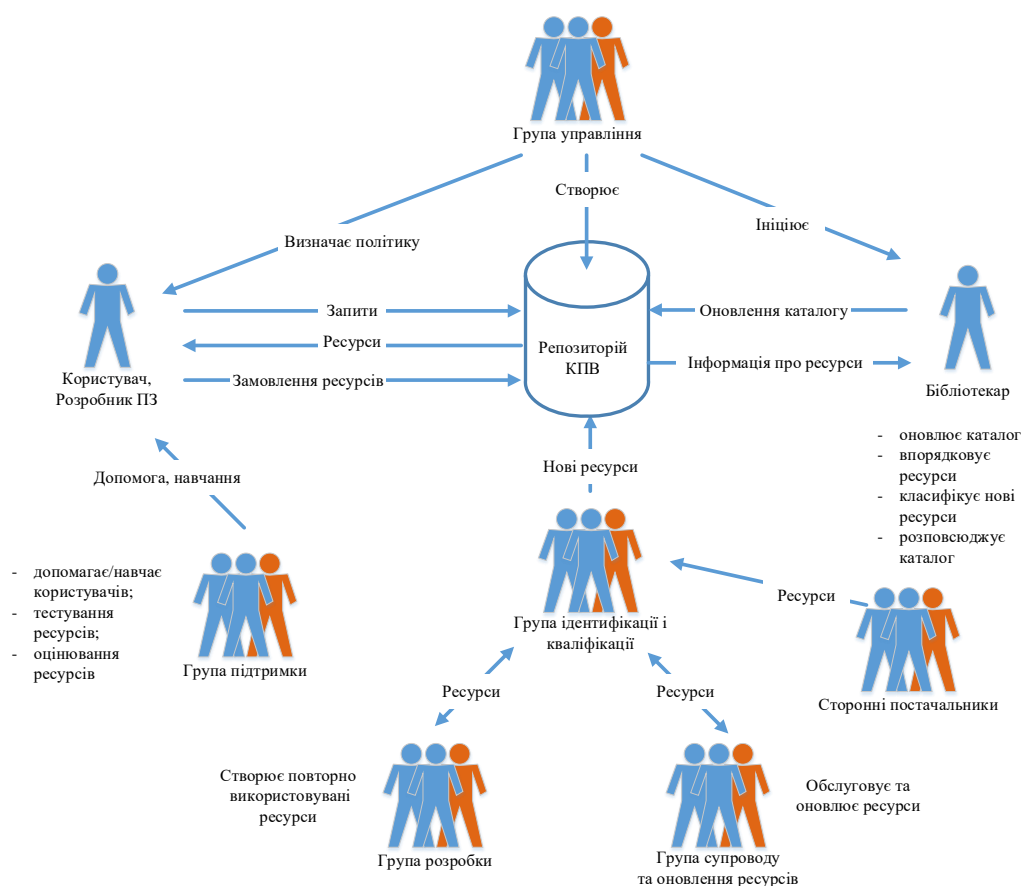 Група управління
Створює
Визначає політику
Ініціює
Запити
Оновлення каталогу
Ресурси
Репозиторій
КПВ
Інформація про ресурси
Замовлення ресурсів
Користувач,
Розробник ПЗ
Бібліотекар
- оновлює каталог
- впорядковує
ресурси
- класифікує нові
ресурси
- розповсюджує
каталог
Нові ресурси
Допомога, навчання
- допомагає/навчає
користувачів;
- тестування
ресурсів;
- оцінювання
ресурсів
Група підтримки
Група ідентифікації і
кваліфікації
Ресурси
Сторонні постачальники
Ресурси
Ресурси
Створює повторно
використовувані
ресурси
Група розробки
Обслуговує та
оновлює ресурси
Група супроводу
та оновлення ресурсів